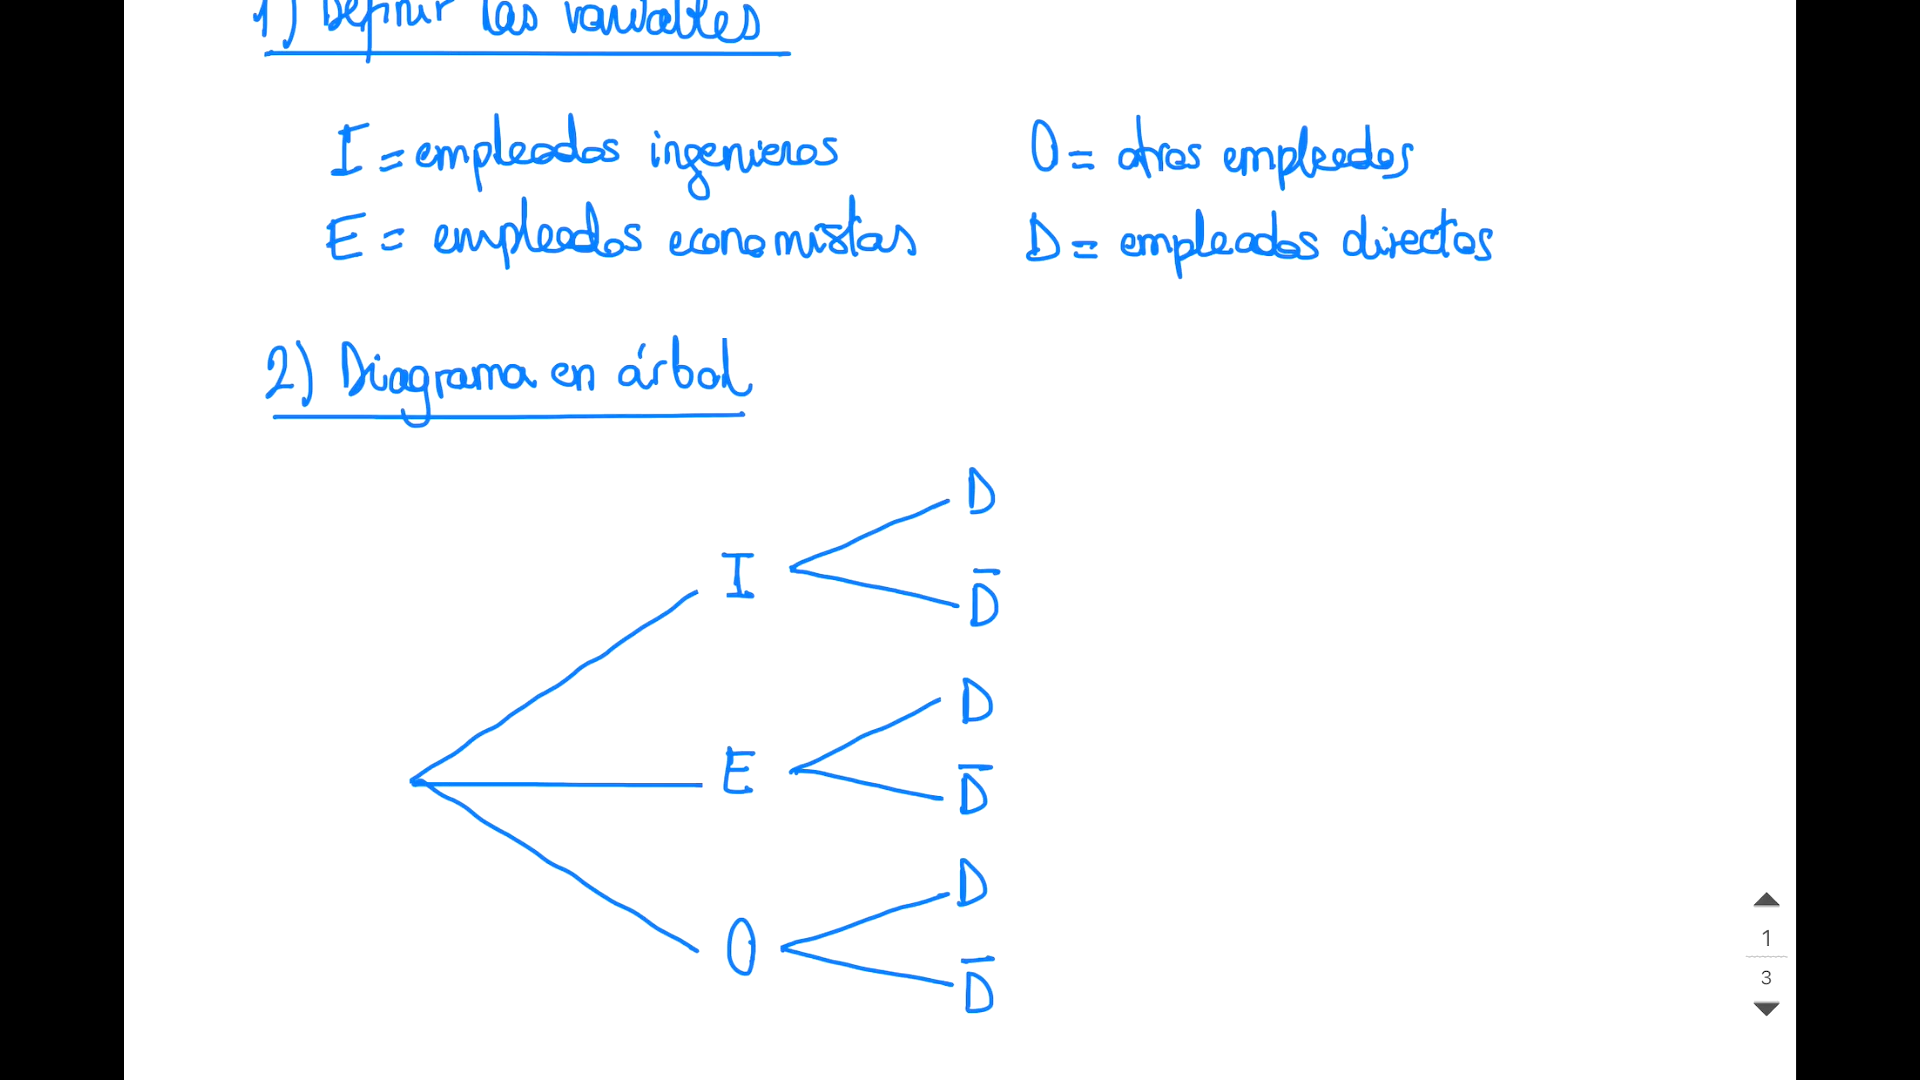 1) Definir las variables
I = empleados ingenieros
O = otros empleados
E = empleados economistas
D = empleados directos
2) Diagrama en árbol
D
I
D̅
D
E
D̅
D
O
D̅
1
3